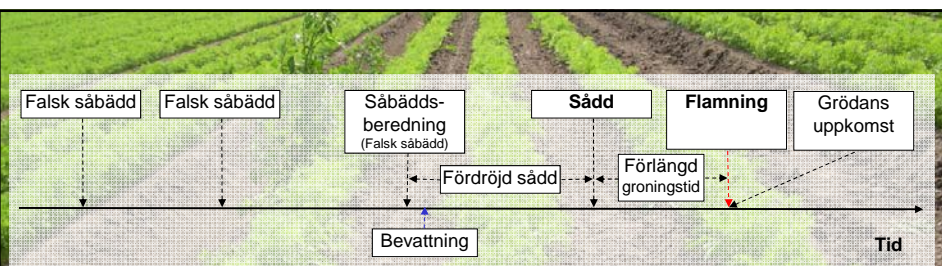 Falsk såbädd
Falsk såbädd
Såbädds-
beredning
(Falsk såbädd)
Sådd
Flamning
Grödans
uppkomst
Fördröjd sådd
Förlängd
groningstid
Bevattning
Tid